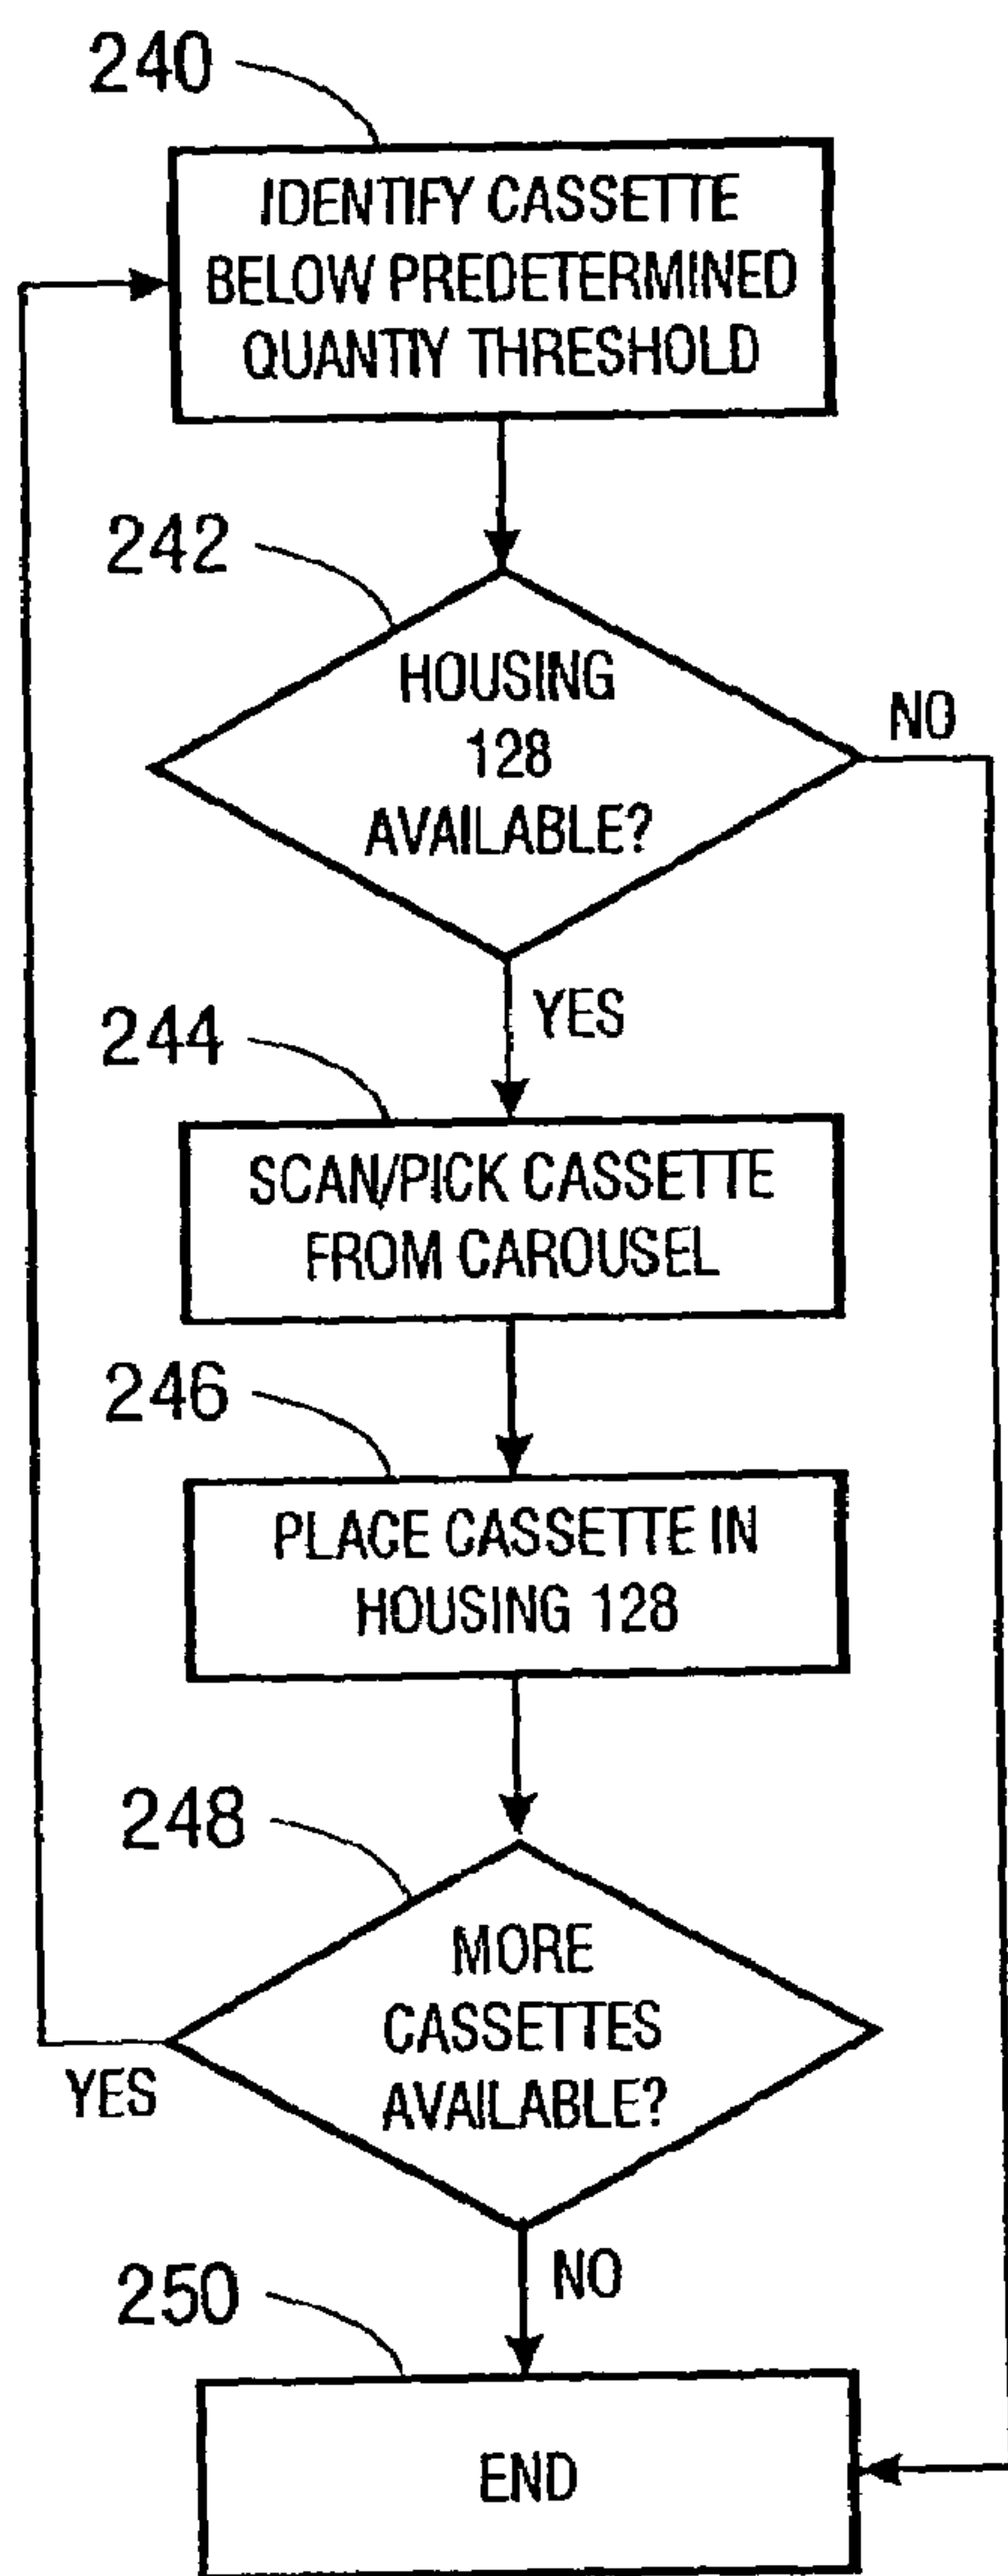 240
IDENTIFY CASSETTE
BELOW PREDETERMINED
QUANTIY THRESHOLD
242
HOUSING
128
AVAILABLE?
NO
YES
244
SCAN/PICK CASSETTE
FROM CAROUSEL
246
PLACE CASSETTE IN
HOUSING 128
248
MORE
CASSETTES
AVAILABLE?
YES
NO
250
END